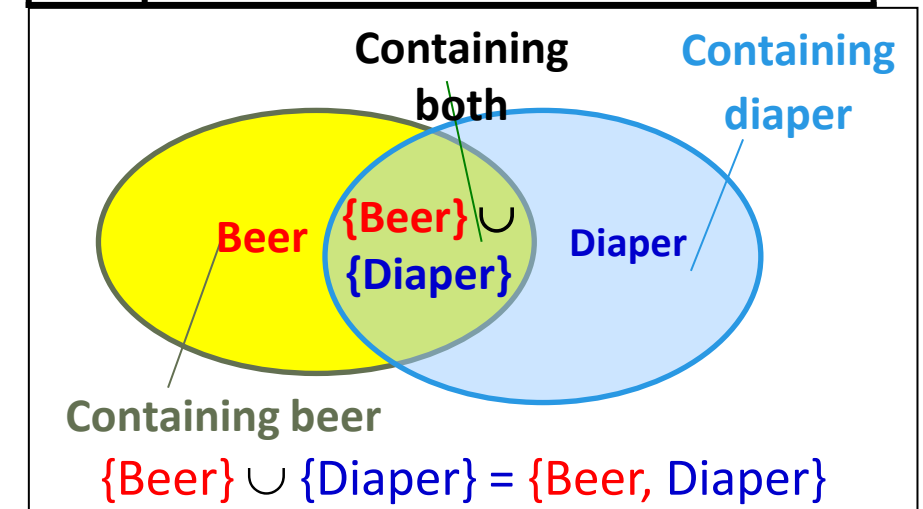 Containing
both
Containing
diaper
Beer
{Beer} ∪
{Diaper}
Diaper
Containing beer
{Beer} ∪ {Diaper} = {Beer, Diaper}